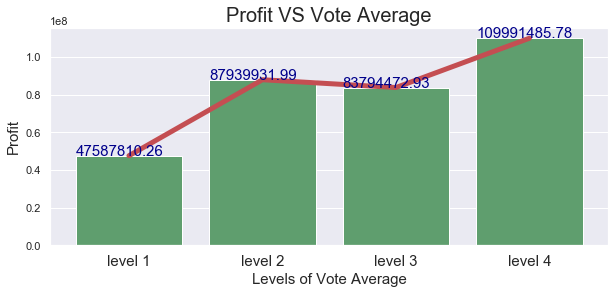 Profit VS Vote Average
1e8
109991485.78
1.0
87939931.99
83794472.93
0.8
Profit
0.6
47587810.26
0.4
0.2
0.0
level 1 level 2 level 3 level 4
Levels of Vote Average